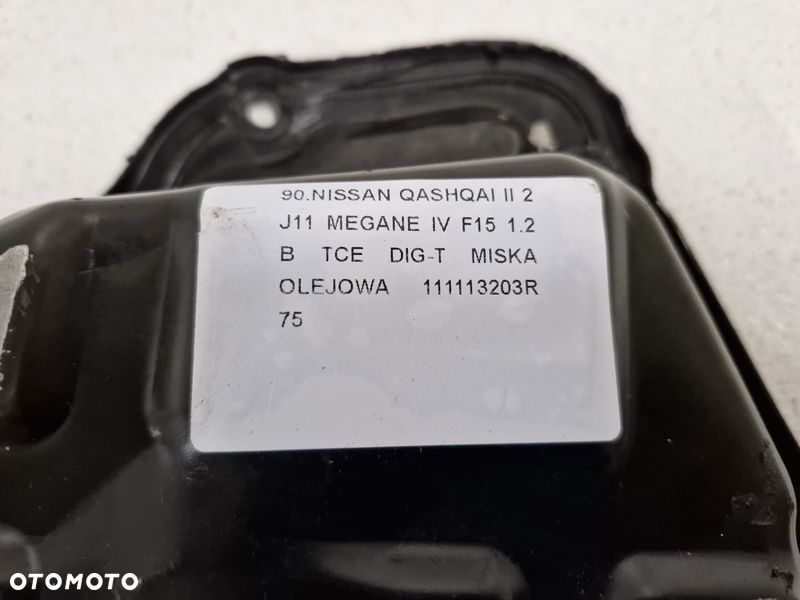 90.NISSAN QASHQAI II 2
J11 MEGANE IV F15 1.2
B TCE DIG-T MISKA
OLEJOWA 111113203R
75
OTOMOTO